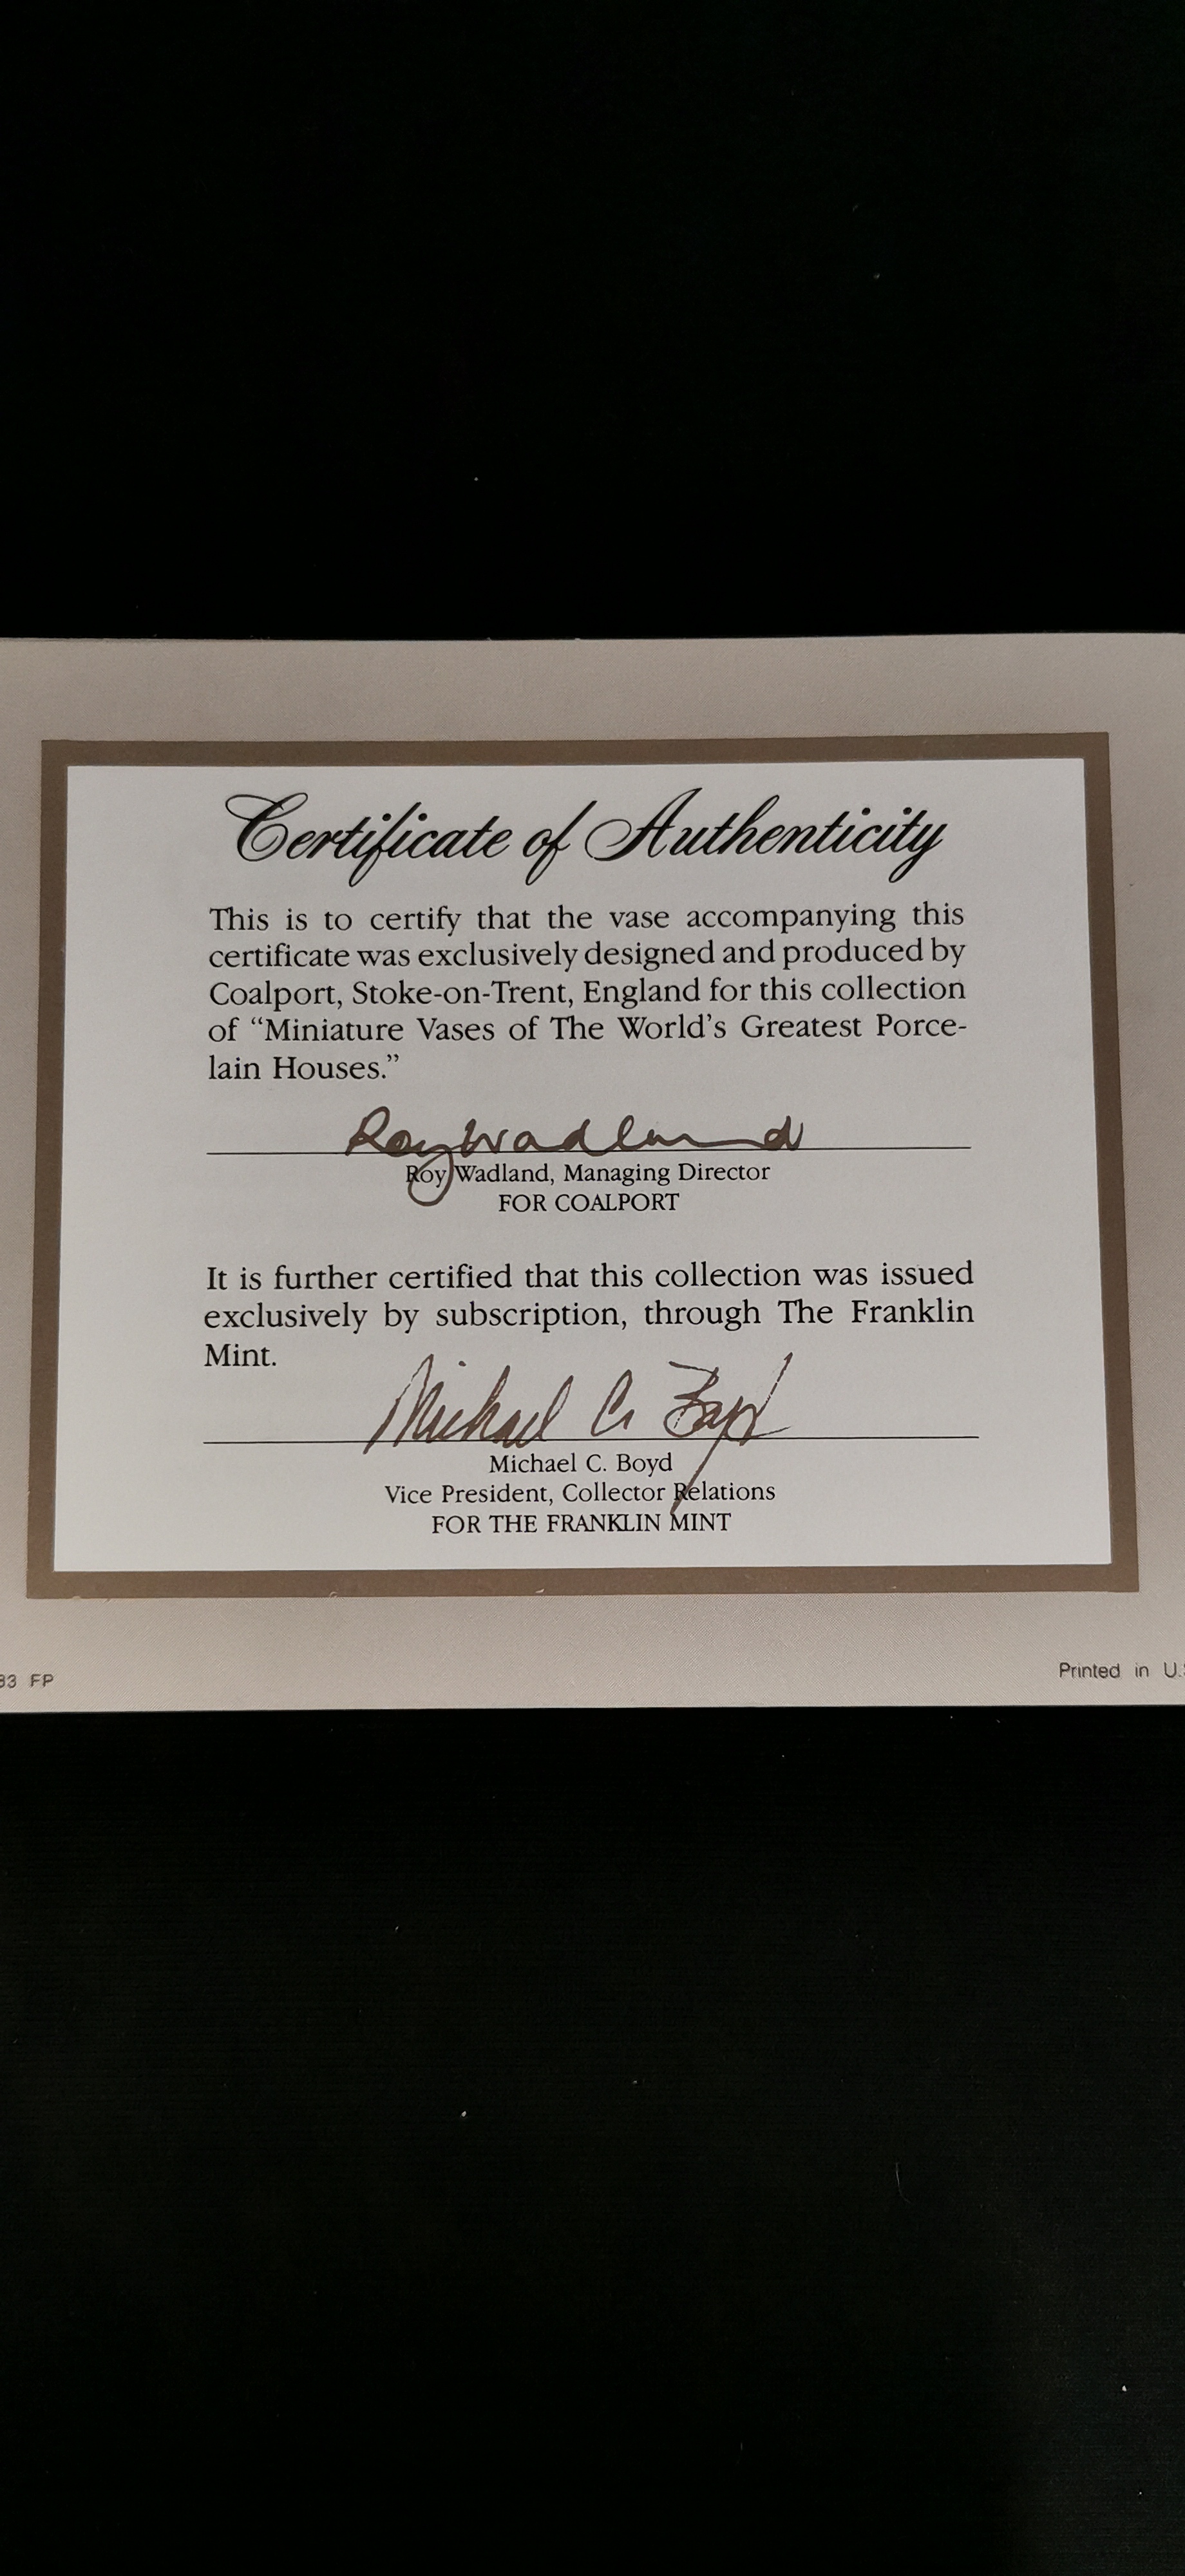 Certificate of Authenticity
This is to certify that the vase accompanying this
certificate was exclusively designed and produced by
Coalport, Stoke-on-Trent, England for this collection
of “Miniature Vases of The World’s Greatest Porce-
lain Houses.”
Roy Wadland
Roy Wadland, Managing Director
FOR COALPORT
It is further certified that this collection was issued
exclusively by subscription, through The Franklin
Mint.
Michael C. Boyd
Michael C. Boyd
Vice President, Collector Relations
FOR THE FRANKLIN MINT
83 FP
Printed in U.S